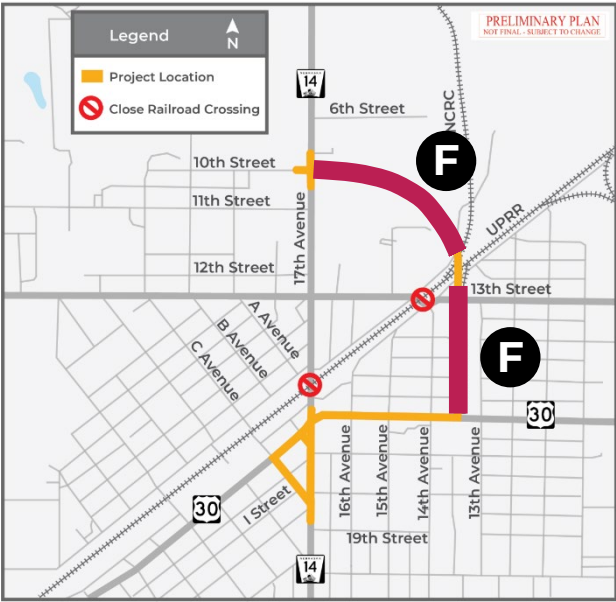 Legend
N
Project Location
Close Railroad Crossing
PRELIMINARY PLAN
NOT FINAL - SUBJECT TO CHANGE
14
6th Street
NCRC
F
10th Street
11th Street
17th Avenue
UPRR
12th Street
13th Street
A Avenue
B Avenue
C Avenue
F
30
16th Avenue
15th Avenue
14th Avenue
13th Avenue
I Street
30
19th Street
14